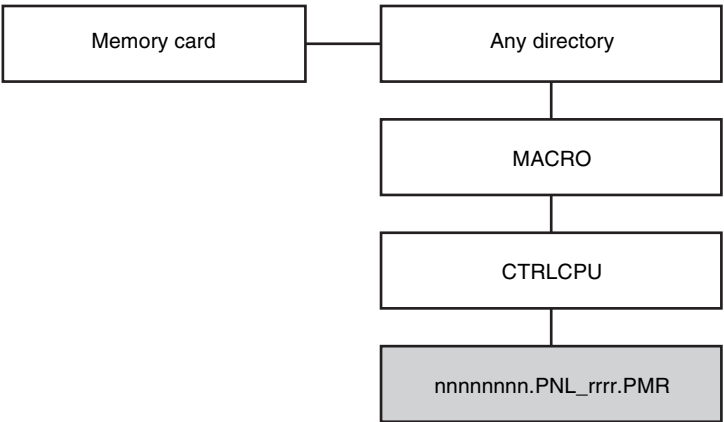 Memory card
Any directory
MACRO
CTRLCPU
nnnnnnnn.PNL_rrrr.PMR